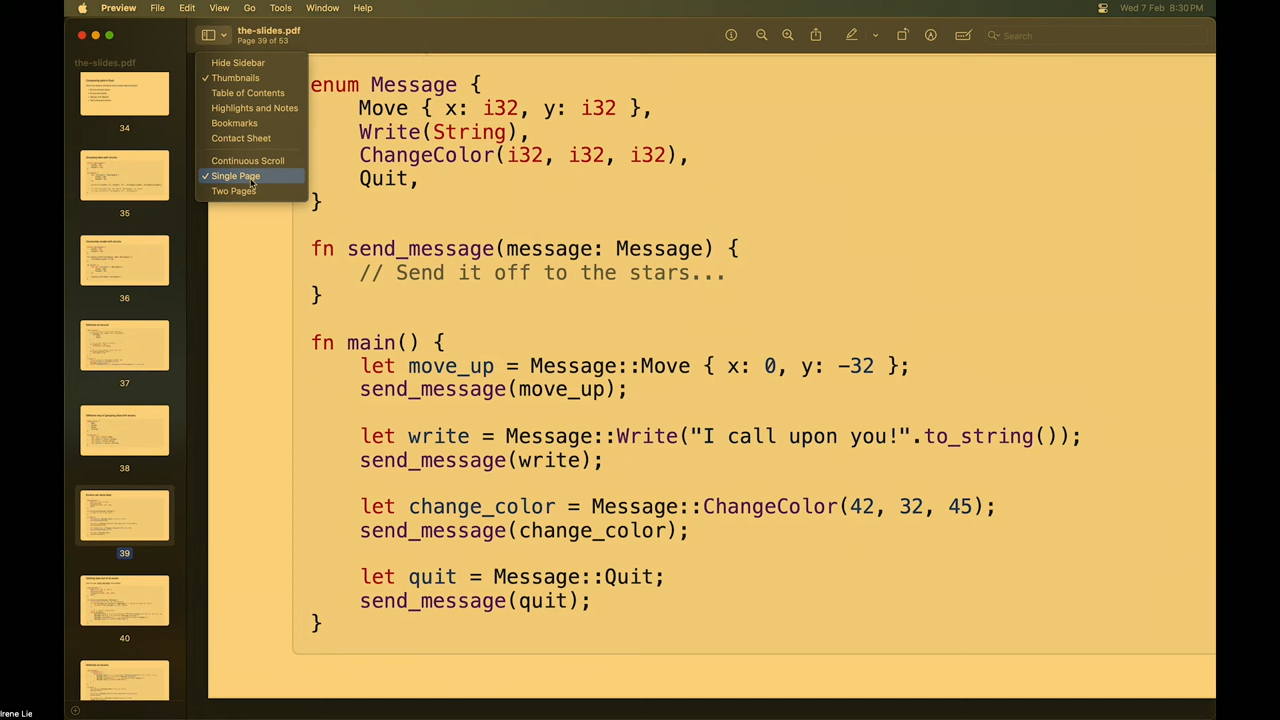 Preview File Edit View Go Tools Window Help
Wed 7 Feb 8:30 PM
the-slides.pdf
Page 39 of 53
Search
the-slides.pdf
34
35
36
37
38
39
40
Hide Sidebar
✓ Thumbnails
Table of Contents
Highlights and Notes
Bookmarks
Contact Sheet
Continuous Scroll
✓ Single Page
Two Pages
enum Message {
    Move { x: i32, y: i32 },
    Write(String),
    ChangeColor(i32, i32, i32),
    Quit,
}
fn send_message(message: Message) {
    // Send it off to the stars...
}
fn main() {
    let move_up = Message::Move { x: 0, y: -32 };
    send_message(move_up);
    let write = Message::Write("I call upon you!".to_string());
    send_message(write);
    let change_color = Message::ChangeColor(42, 32, 45);
    send_message(change_color);
    let quit = Message::Quit;
    send_message(quit);
}
Irene Lie